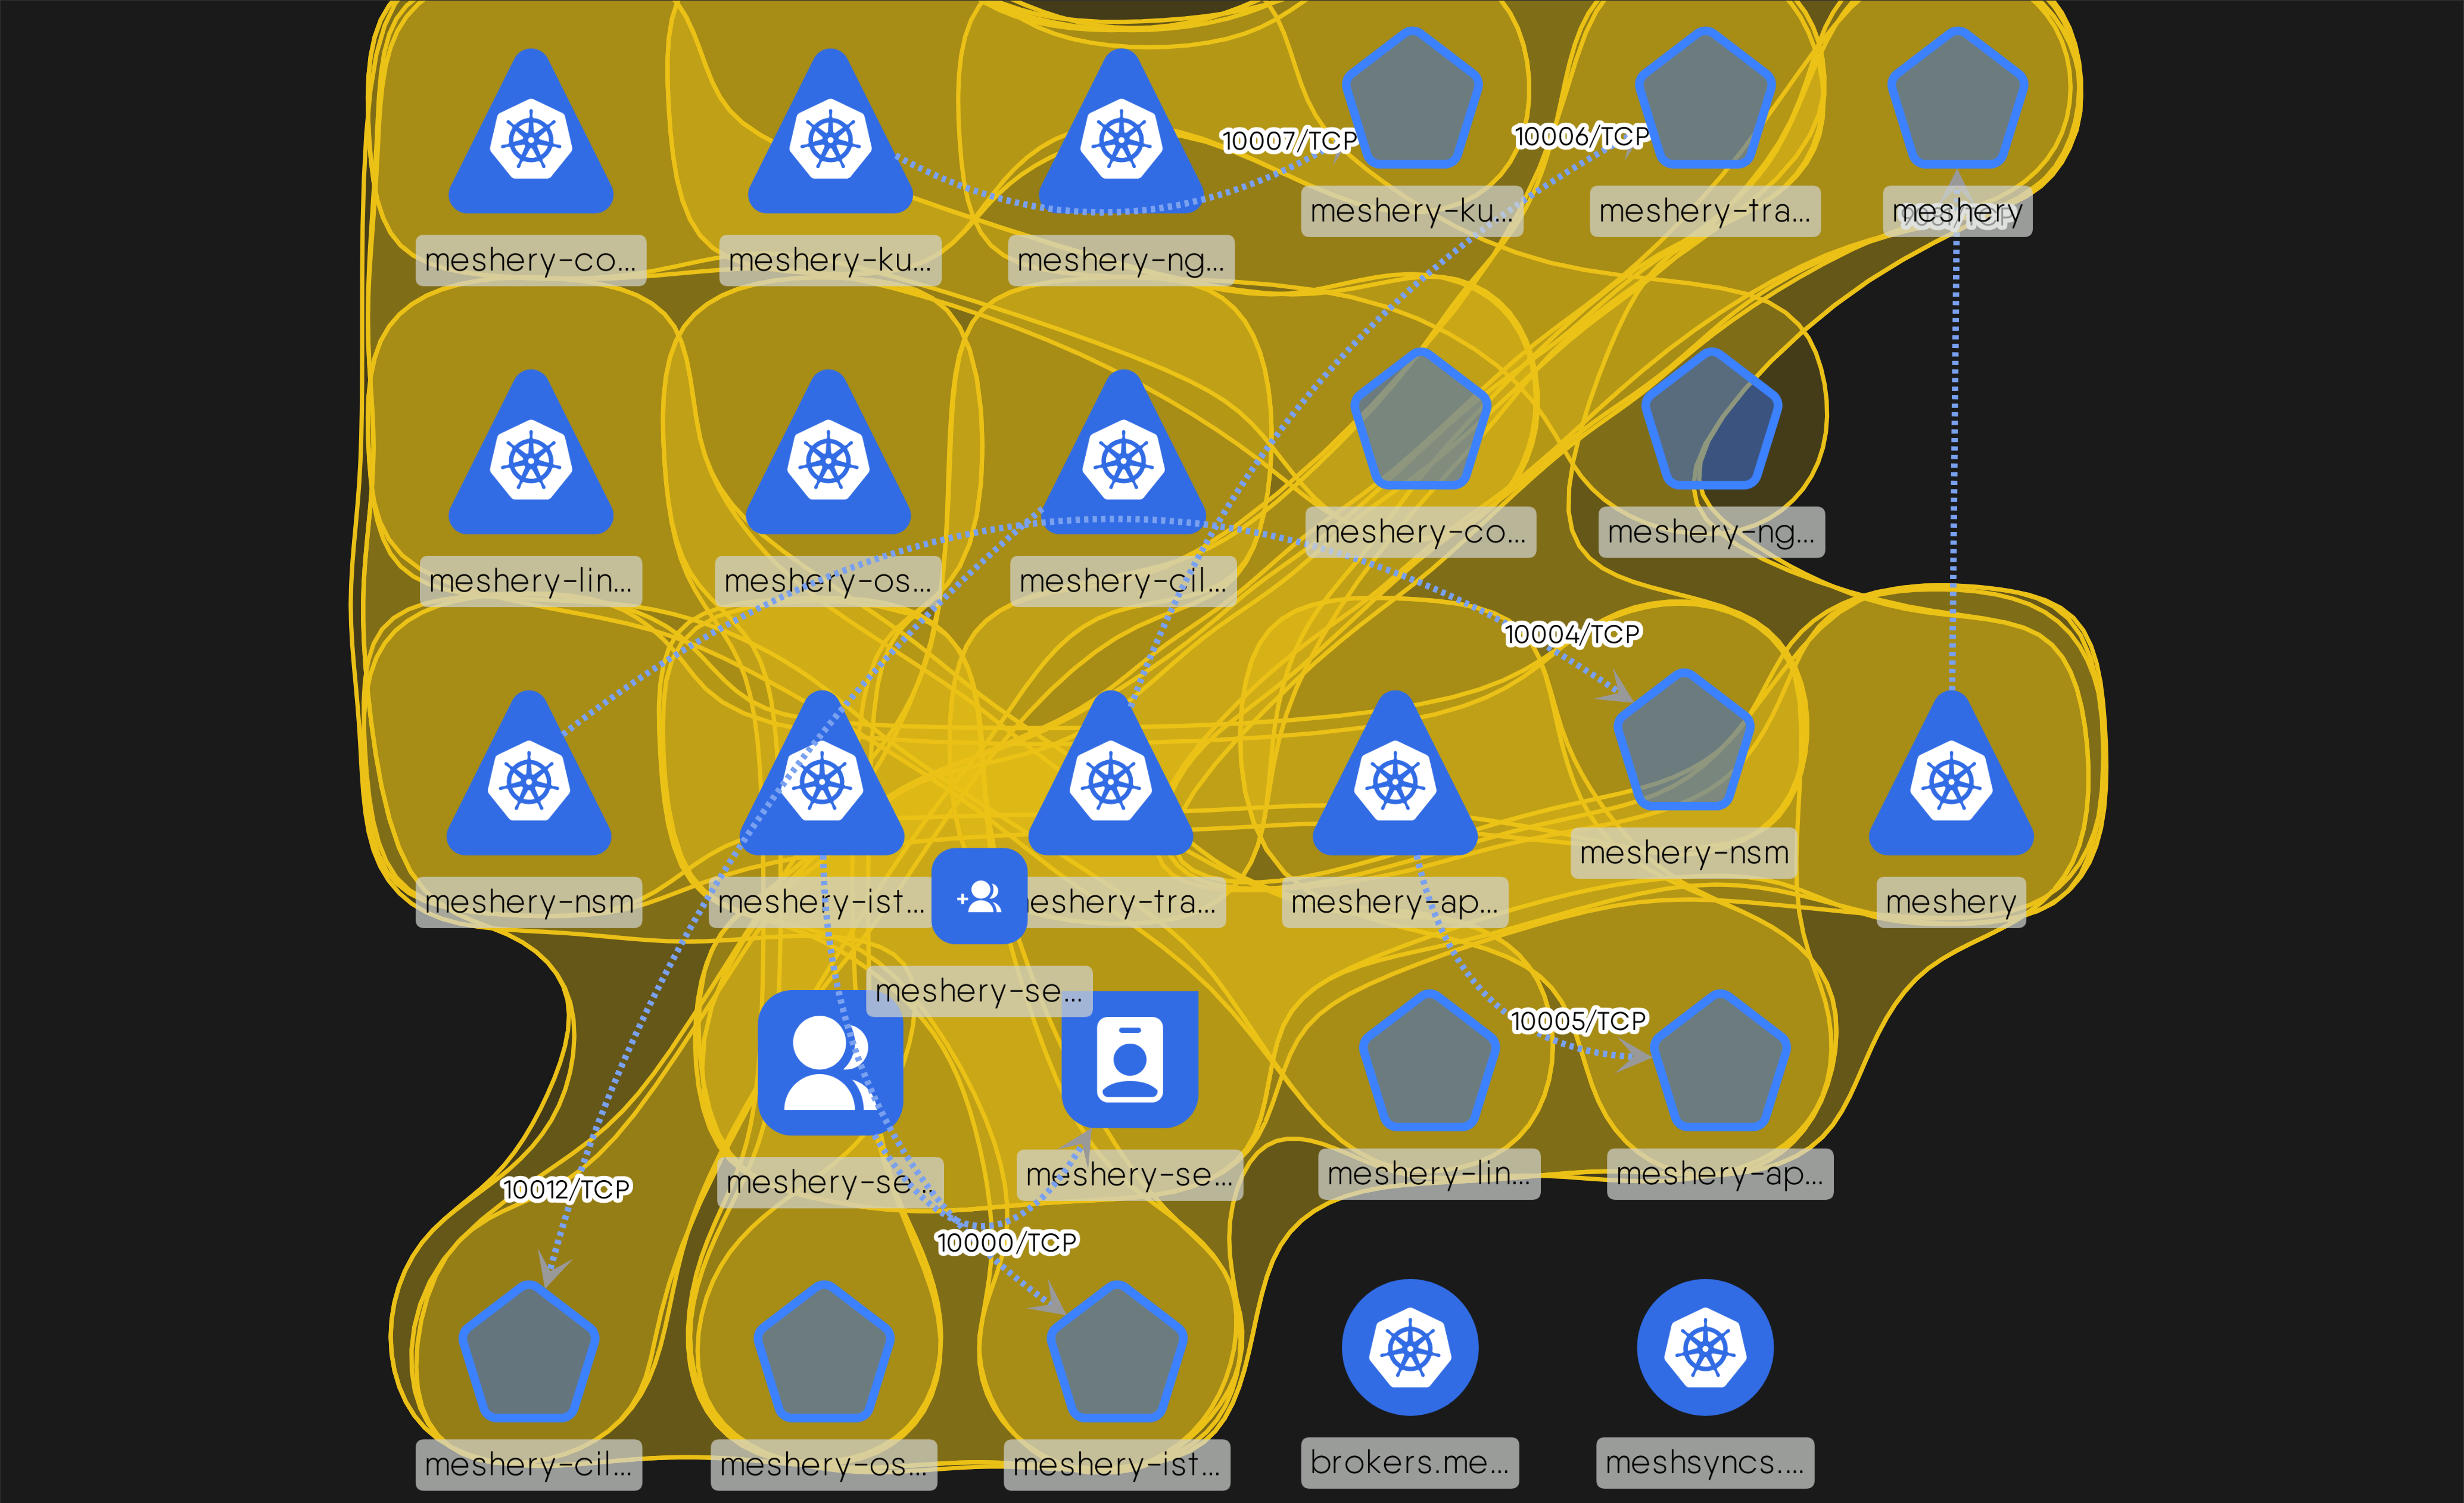 10007/TCP
10006/TCP
meshery-ku...
meshery-tra...
meshery
meshery-co...
meshery-ku...
meshery-ng...
meshery-co...
meshery-ng...
meshery-lin...
meshery-os...
meshery-cil...
10004/TCP
meshery-nsm
meshery-nsm
meshery-ist...
meshery-ap...
meshery
meshery-se...
10005/TCP
meshery-se...
meshery-se...
meshery-lin...
meshery-ap...
10012/TCP
10000/TCP
meshery-cil...
meshery-os...
meshery-ist...
brokers.me...
meshsyncs....